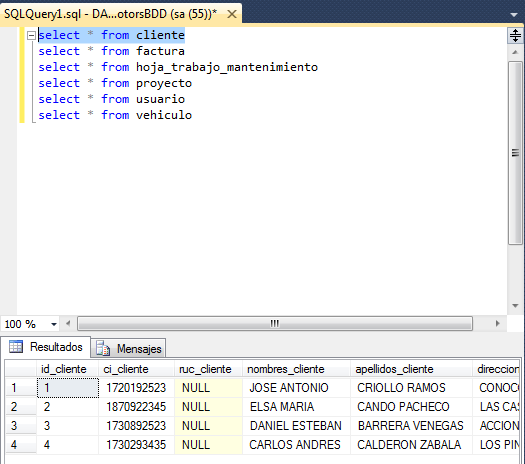 SQLQuery1.sql - DA...otorsBDD (sa (55))*
select * from cliente
select * from factura
select * from hoja_trabajo_mantenimiento
select * from proyecto
select * from usuario
select * from vehiculo
100 %
Resultados Mensajes
id_cliente ci_cliente ruc_cliente nombres_cliente apellidos_cliente direccion
1 1 1720192523 NULL JOSE ANTONIO CRIOLLO RAMOS CONOC
2 2 1870922345 NULL ELSA MARIA CANDO PACHECO LAS CAS
3 3 1730892523 NULL DANIEL ESTEBAN BARRERA VENEGAS ACCION
4 4 1730293435 NULL CARLOS ANDRES CALDERON ZABALA LOS PIN